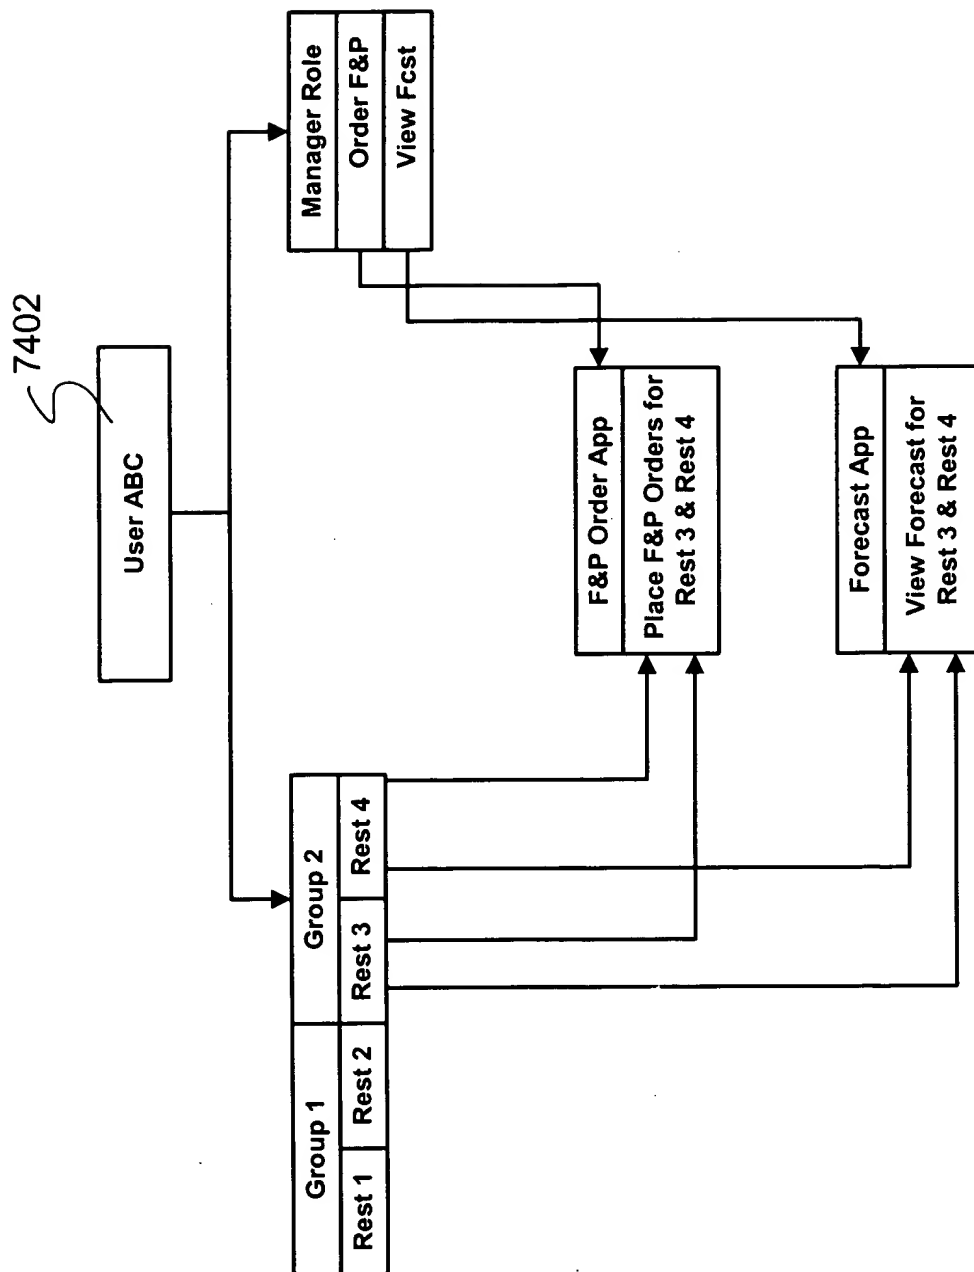 7402
User ABC
Group 1
Group 2
Rest 1
Rest 2
Rest 3
Rest 4
Manager Role
Order F&P
View Fcst
F&P Order App
Place F&P Orders for
Rest 3 & Rest 4
Forecast App
View Forecast for
Rest 3 & Rest 4